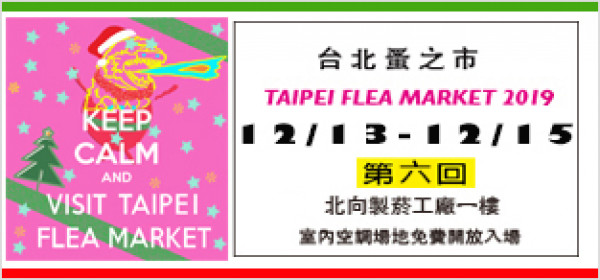 KEEP
CALM
AND
VISIT TAIPEI
FLEA MARKET
台北蚤之市
TAIPEI FLEA MARKET 2019
12/13-12/15
第六回
北向製菸工廠一樓
室內空調場地免費開放入場